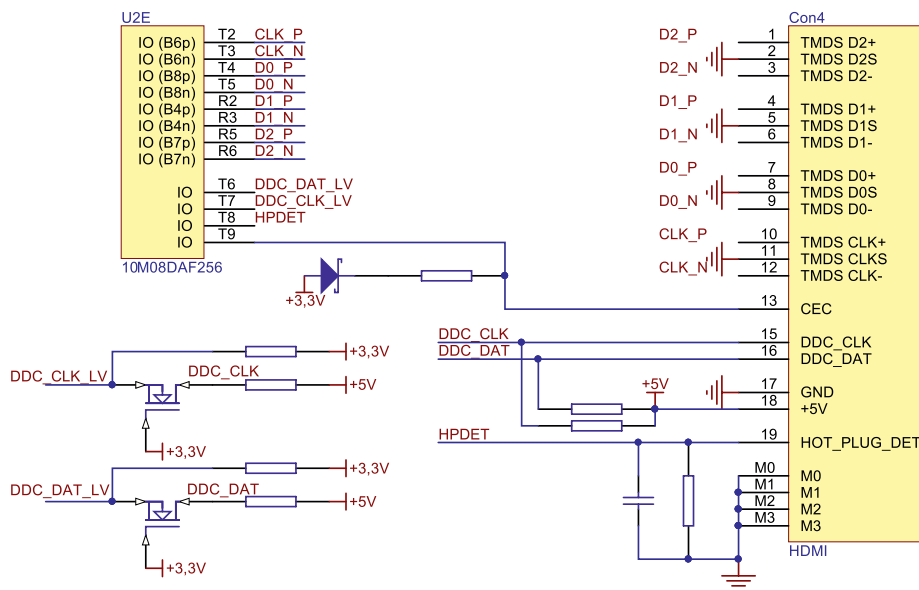 U2E
IO (B6p) T2 CLK_P
IO (B6n) T3 CLK_N
IO (B8p) T4 D0_P
IO (B8n) T5 D0_N
IO (B4p) R2 D1_P
IO (B4n) R3 D1_N
IO (B7p) R5 D2_P
IO (B7n) R6 D2_N
IO T6 DDC_DAT_LV
IO T7 DDC_CLK_LV
IO T8 HPDET
IO T9
10M08DAF256
+3,3V
Con4
D2_P 1 TMDS D2+
2 TMDS D2S
D2_N 3 TMDS D2-
D1_P 4 TMDS D1+
5 TMDS D1S
D1_N 6 TMDS D1-
D0_P 7 TMDS D0+
8 TMDS D0S
D0_N 9 TMDS D0-
CLK_P 10 TMDS CLK+
11 TMDS CLKS
CLK_N 12 TMDS CLK-
13 CEC
DDC_CLK 15 DDC_CLK
DDC_DAT 16 DDC_DAT
17 GND
+5V 18 +5V
HPDET 19 HOT_PLUG_DET
M0 M0
M1 M1
M2 M2
M3 M3
HDMI
+3,3V
DDC_CLK_LV DDC_CLK +5V
+3,3V
+3,3V
DDC_DAT_LV DDC_DAT +5V
+3,3V